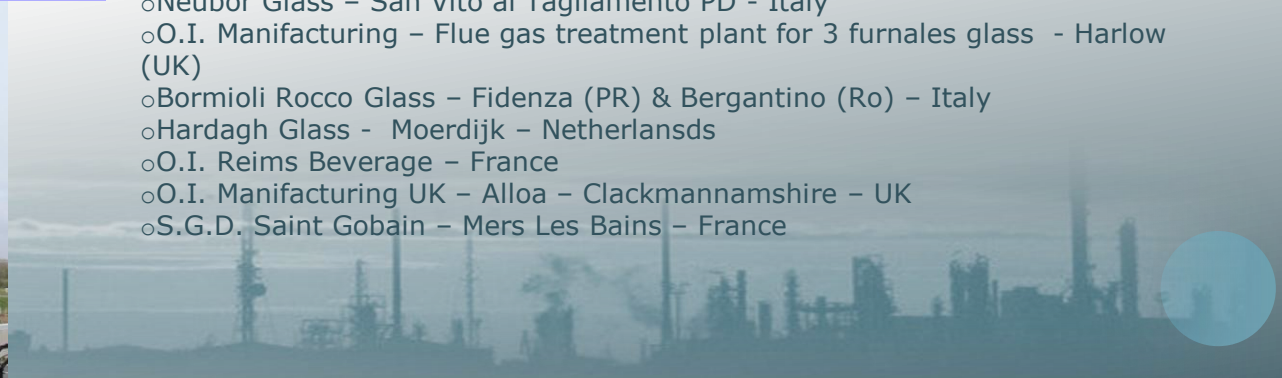 oNeubor Glass – San Vito al Tagliamento PD - Italy
oO.I. Manifacturing – Flue gas treatment plant for 3 furnales glass - Harlow
(UK)
oBormioli Rocco Glass – Fidenza (PR) & Bergantino (Ro) – Italy
oHardagh Glass - Moerdijk – Netherlansds
oO.I. Reims Beverage – France
oO.I. Manifacturing UK – Alloa – Clackmannamshire – UK
oS.G.D. Saint Gobain – Mers Les Bains – France